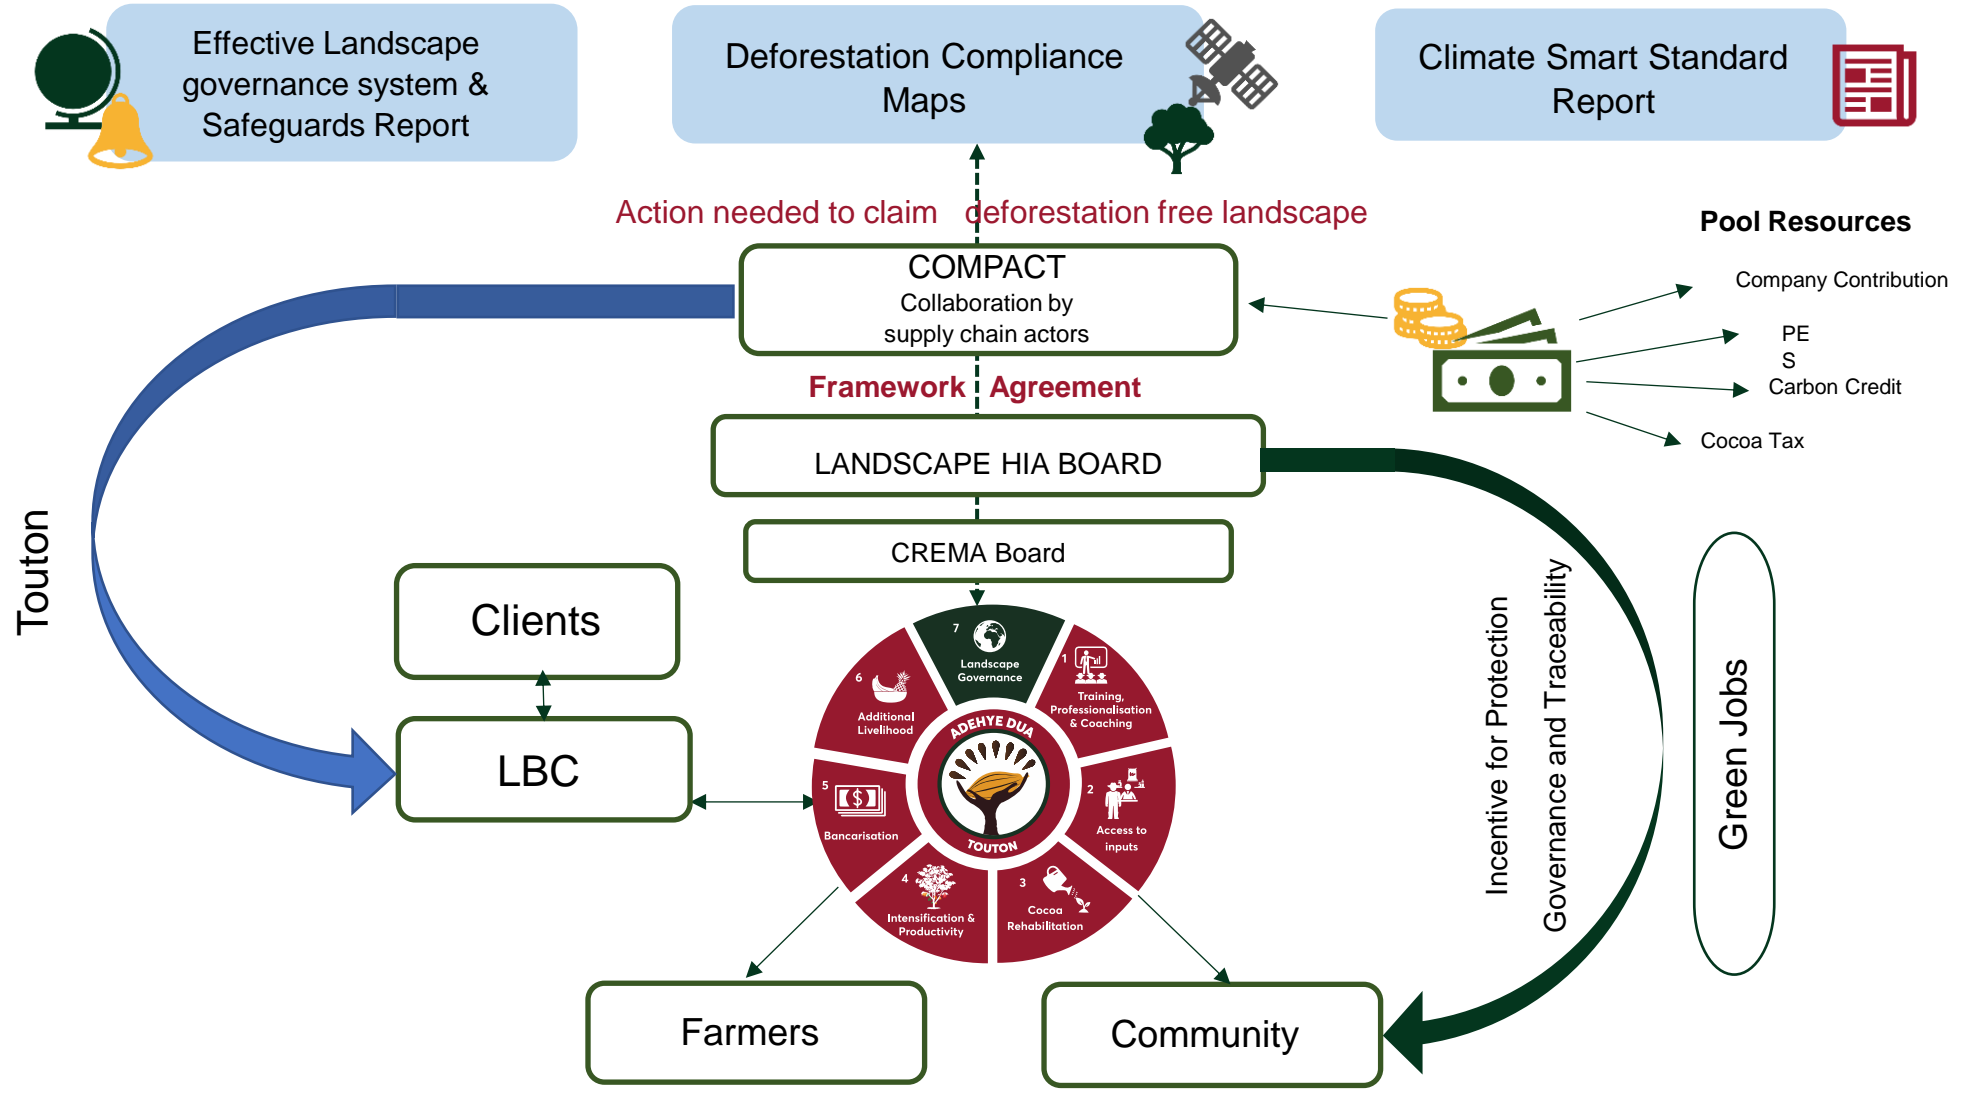 Effective Landscape
governance system &
Safeguards Report
Deforestation Compliance
Maps
Climate Smart Standard
Report
Action needed to claim deforestation free landscape
Pool Resources
Company Contribution
PE
S
Carbon Credit
Cocoa Tax
COMPACT
Collaboration by
supply chain actors
Framework Agreement
LANDSCAPE HIA BOARD
CREMA Board
Touton
Clients
LBC
7
Landscape
Governance
1
Training,
Professionalisation
& Coaching
2
Access to
inputs
3
Cocoa
Rehabilitation
4
Intensification &
Productivity
5
Bancarisation
6
Additional
Livelihood
ADEHYE DUA
TOUTON
Incentive for Protection
Governance and Traceability
Green Jobs
Farmers
Community